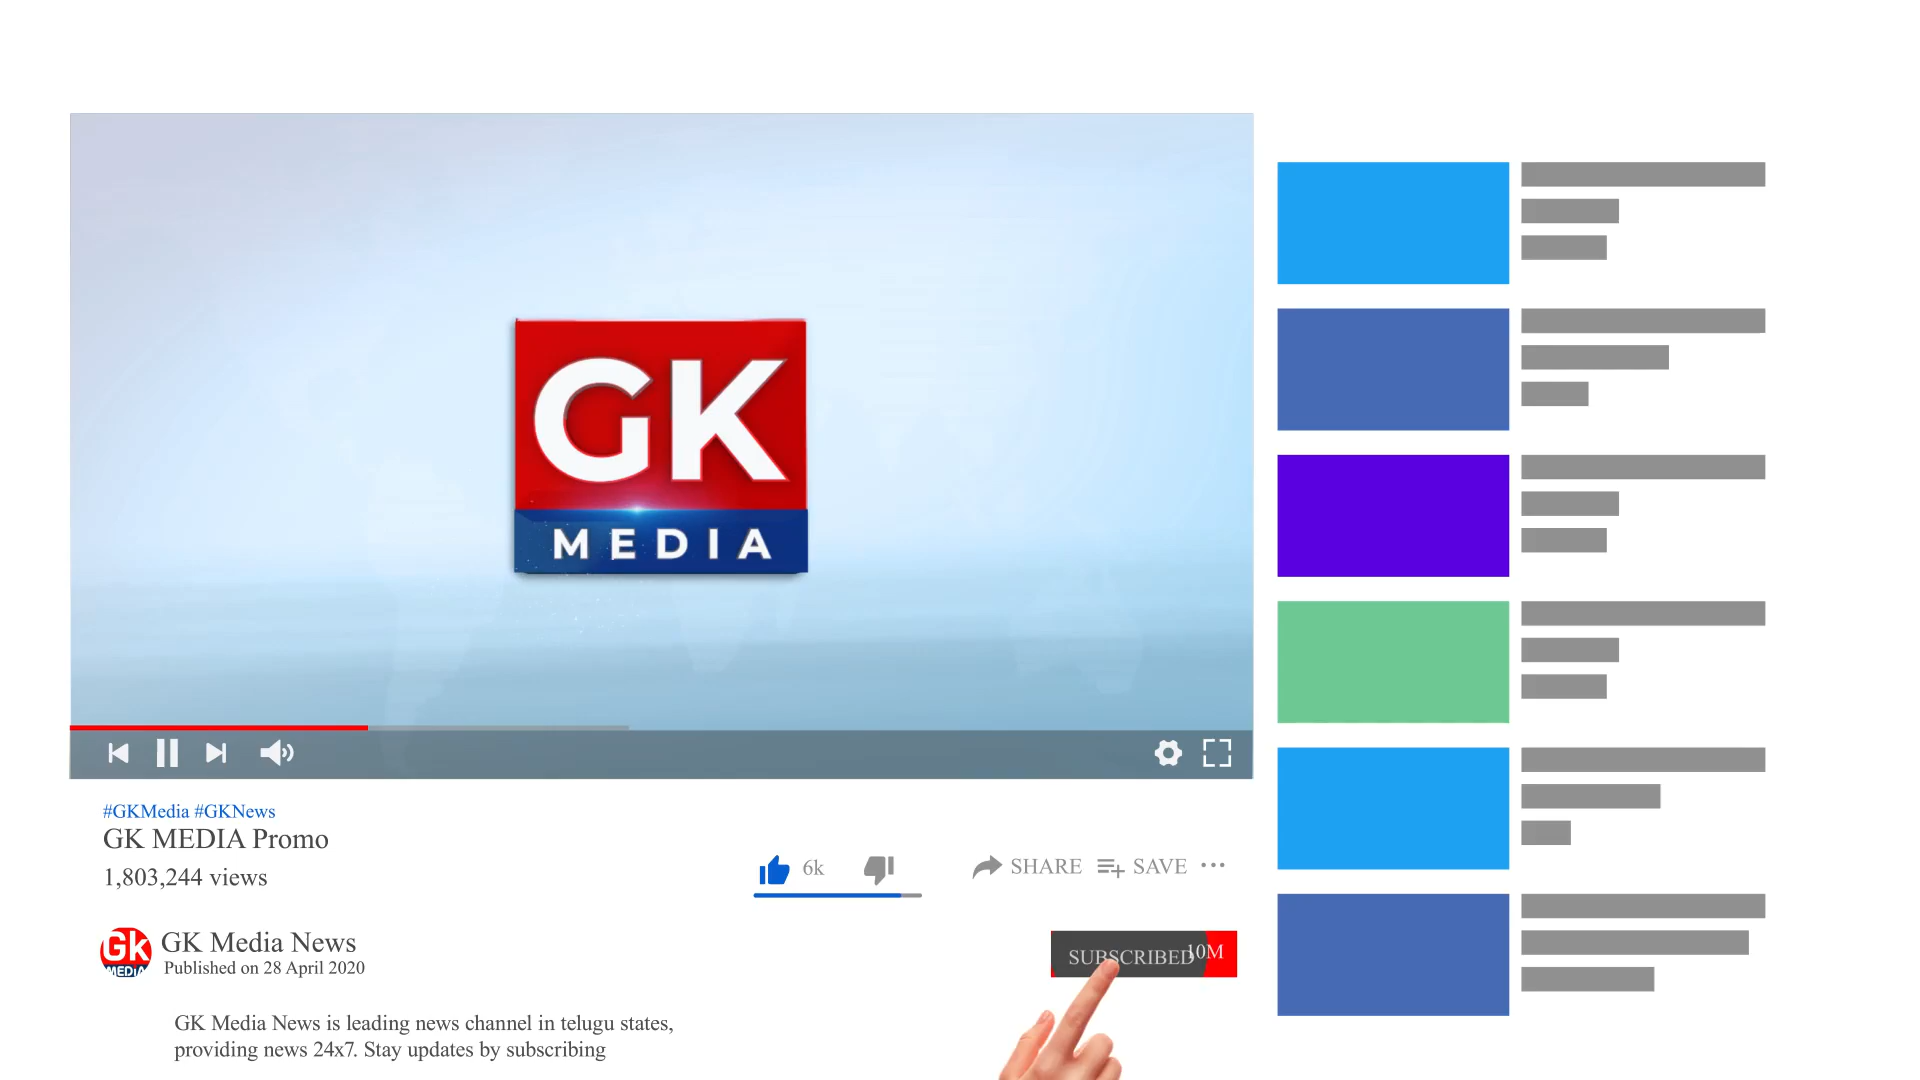 GK
MEDIA
#GKMedia #GKNews
GK MEDIA Promo
1,803,244 views
6k
SHARE
SAVE
GK
MEDIA
GK Media News
Published on 28 April 2020
SUBSCRIBED
10M
GK Media News is leading news channel in telugu states,
providing news 24x7. Stay updates by subscribing